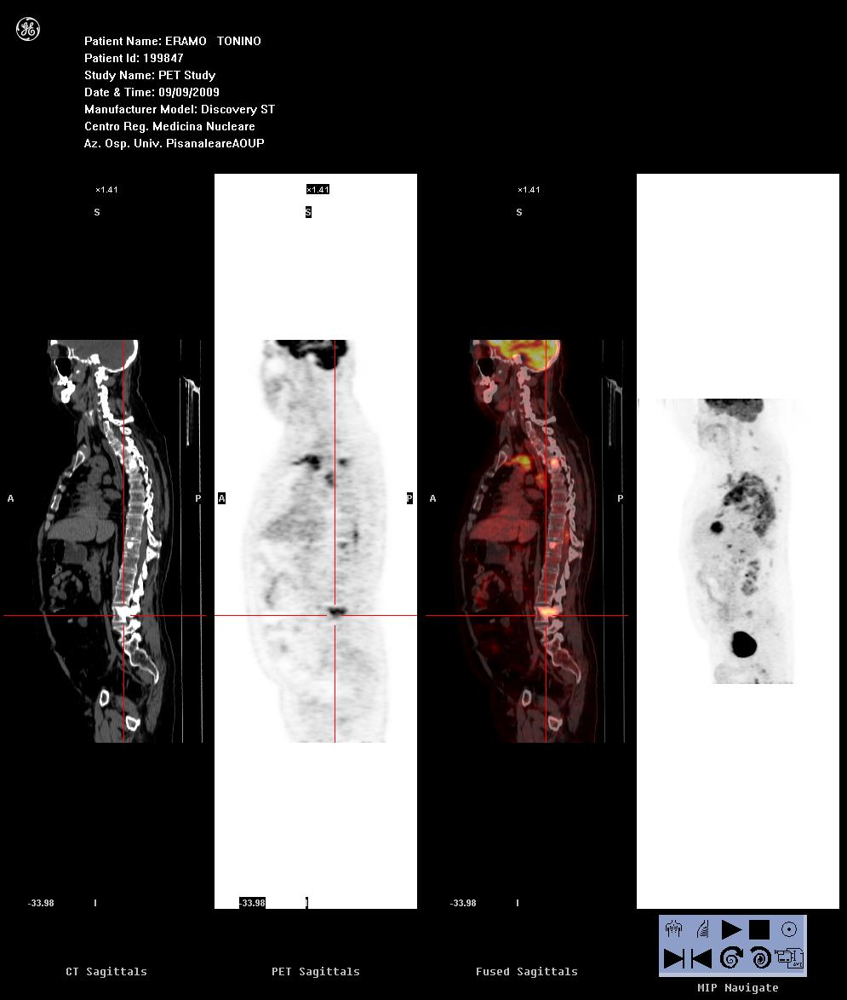 GE
Patient Name: ERAMO TONINO
Patient Id: 199847
Study Name: PET Study
Date & Time: 09/09/2009
Manufacturer Model: Discovery ST
Centro Reg. Medicina Nucleare
Az. Osp. Univ. PisanaleareAOUP
×1.41 ×1.41 ×1.41
S S S
A P A P A P
-33.98 I -33.98 I -33.98 I
AVI
CT Sagittals PET Sagittals Fused Sagittals
MIP Navigate